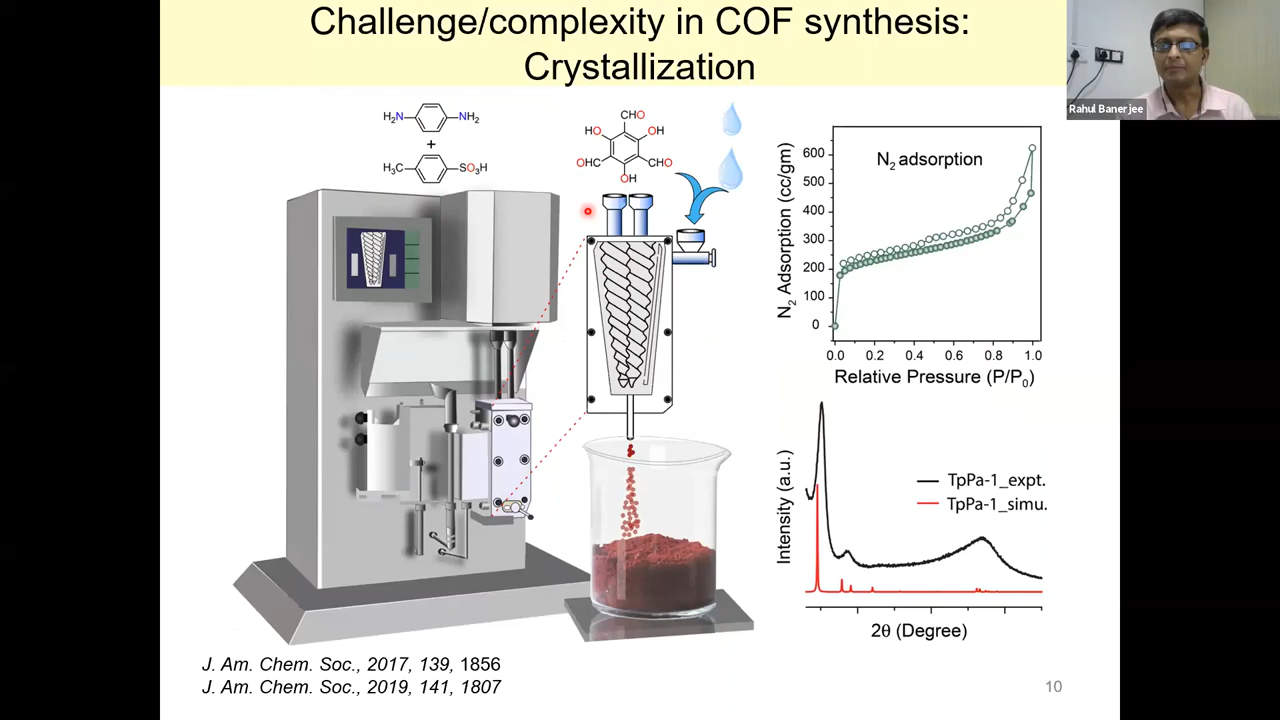 Challenge/complexity in COF synthesis:
Crystallization
Rahul Banerjee
H₂N
NH₂
+
H₃C
SO₃H
CHO
HO
OH
OHC
CHO
OH
N₂ adsorption
N₂ Adsorption (cc/gm)
600
500
400
300
200
100
0
0.0 0.2 0.4 0.6 0.8 1.0
Relative Pressure (P/P₀)
Intensity (a.u.)
TpPa-1_expt.
TpPa-1_simu.
2θ (Degree)
J. Am. Chem. Soc., 2017, 139, 1856
J. Am. Chem. Soc., 2019, 141, 1807
10